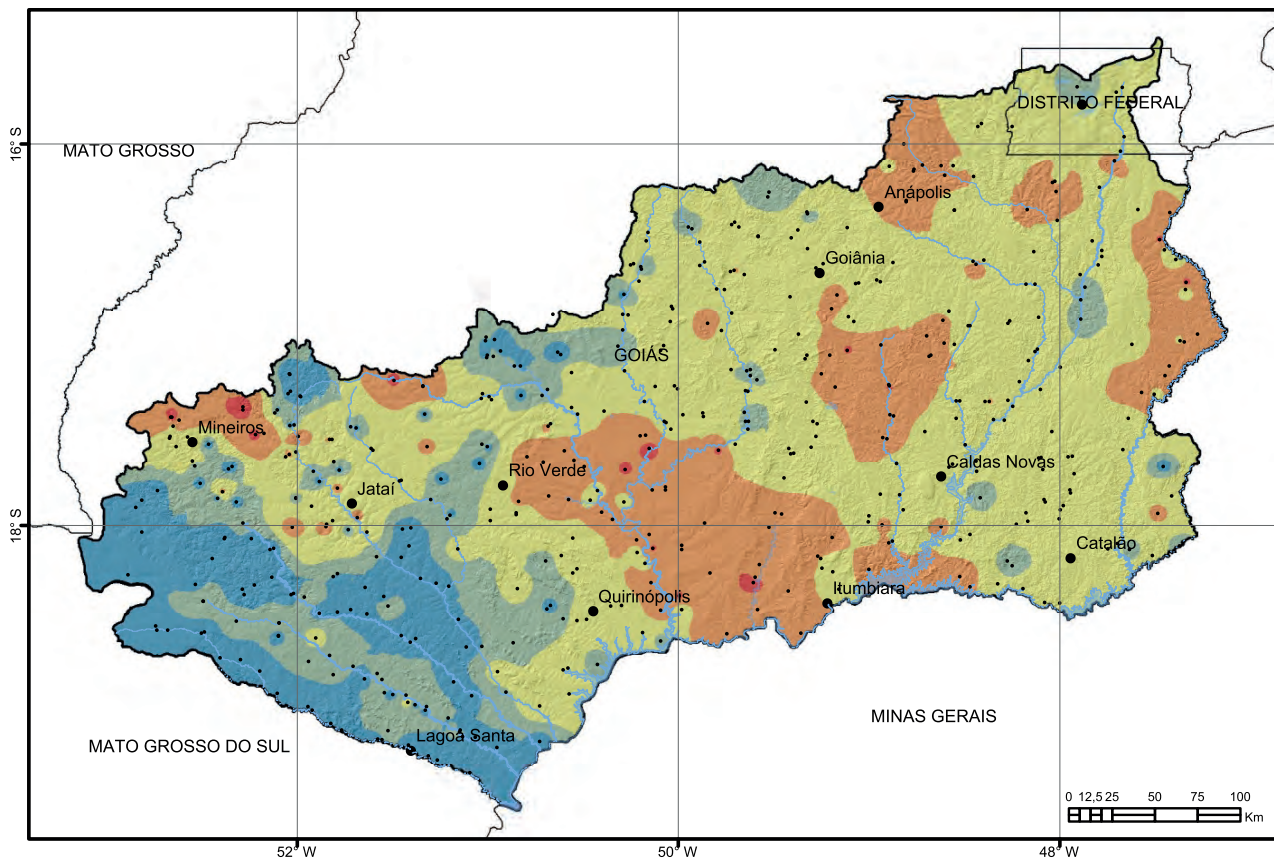 DISTRITO FEDERAL
16° S
MATO GROSSO
Anápolis
Goiânia
GOIÁS
Mineiros
Rio Verde
Caldas Novas
Jataí
18° S
Catalão
Quirinópolis
Itumbiara
MINAS GERAIS
Lagoa Santa
MATO GROSSO DO SUL
0 12,5 25 50 75 100
Km
52° W 50° W 48° W